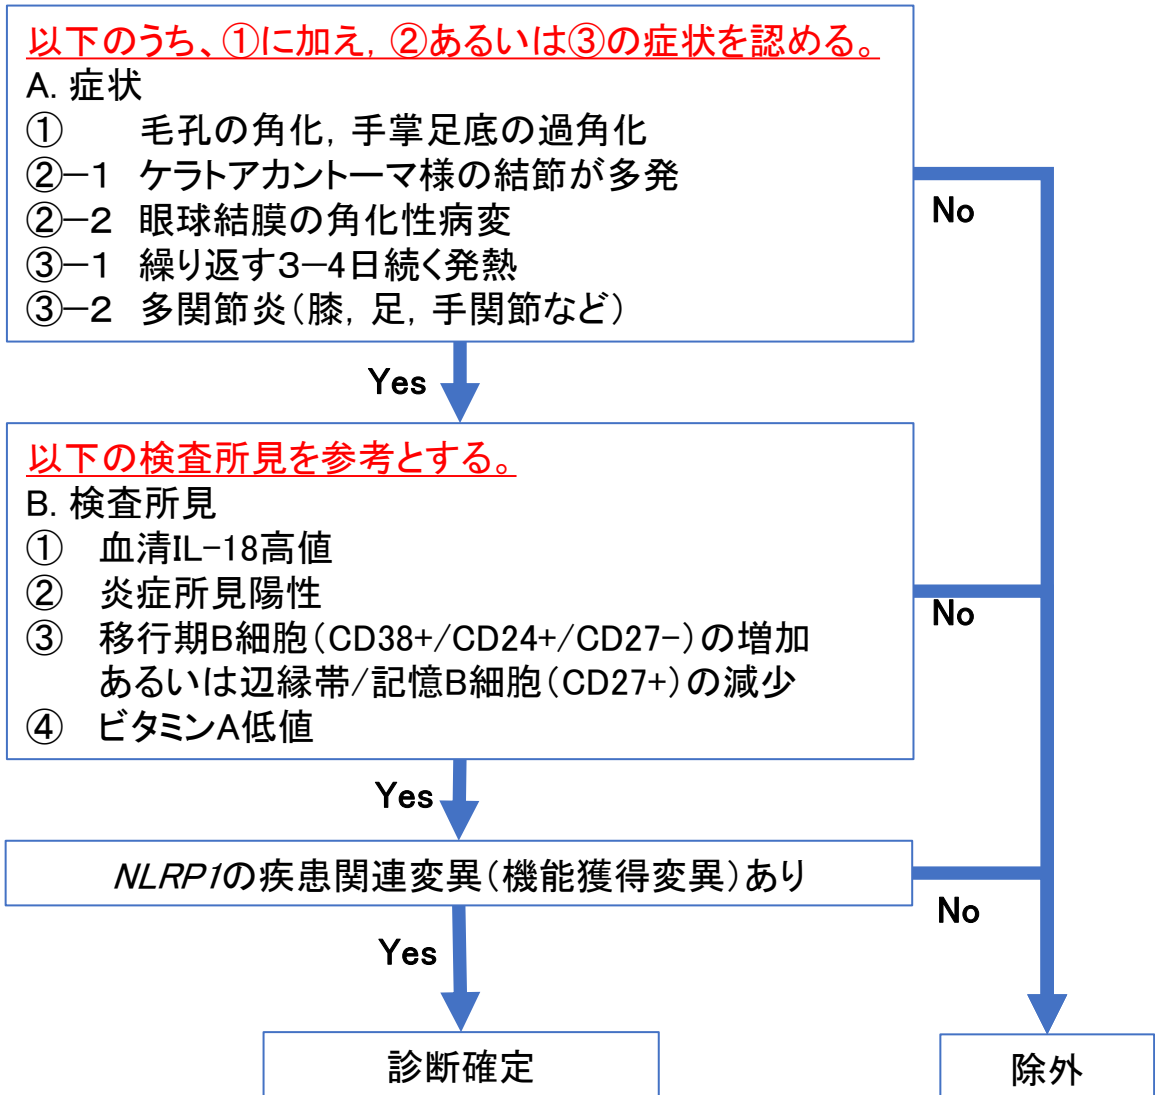 以下のうち、①に加え，②あるいは③の症状を認める。
A. 症状
① 毛孔の角化，手掌足底の過角化
②−１ ケラトアカントーマ様の結節が多発
②−２ 眼球結膜の角化性病変
③−１ 繰り返す３−４日続く発熱
③−２ 多関節炎（膝，足，手関節など）
No
Yes
以下の検査所見を参考とする。
B. 検査所見
① 血清IL-18高値
② 炎症所見陽性
③ 移行期B細胞（CD38+/CD24+/CD27-）の増加
あるいは辺縁帯/記憶B細胞（CD27+）の減少
④ ビタミンA低値
No
Yes
NLRP1の疾患関連変異（機能獲得変異）あり
No
Yes
診断確定
除外